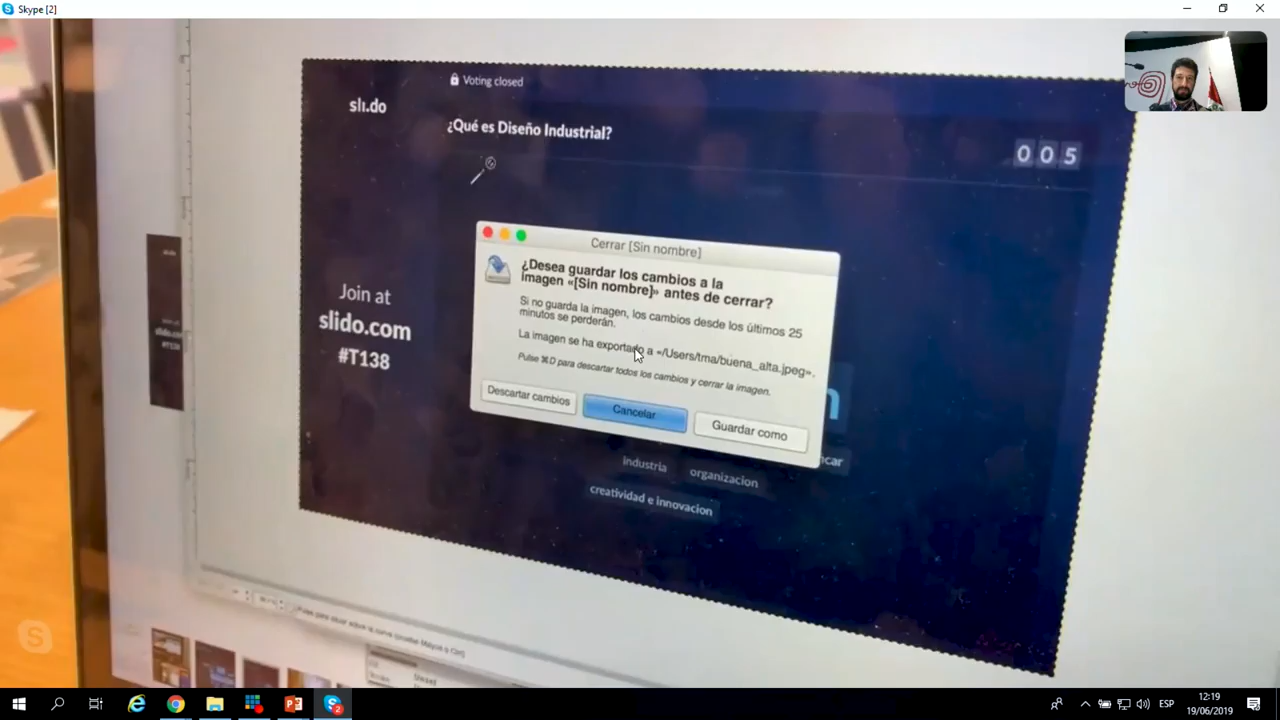 Skype [2]
Voting closed
sli.do
¿Qué es Diseño Industrial?
005
Cerrar [Sin nombre]
¿Desea guardar los cambios a la
imagen «[Sin nombre]» antes de cerrar?
Si no guarda la imagen, los cambios desde los últimos 25
minutos se perderán.
La imagen se ha exportado a «/Users/tma/buena_alta.jpeg».
Pulse ⌘D para descartar todos los cambios y cerrar la imagen.
Descartar cambios
Cancelar
Guardar como
Join at
slido.com
#T138
industria
organizacion
creatividad e innovacion
ESP
12:19
19/06/2019